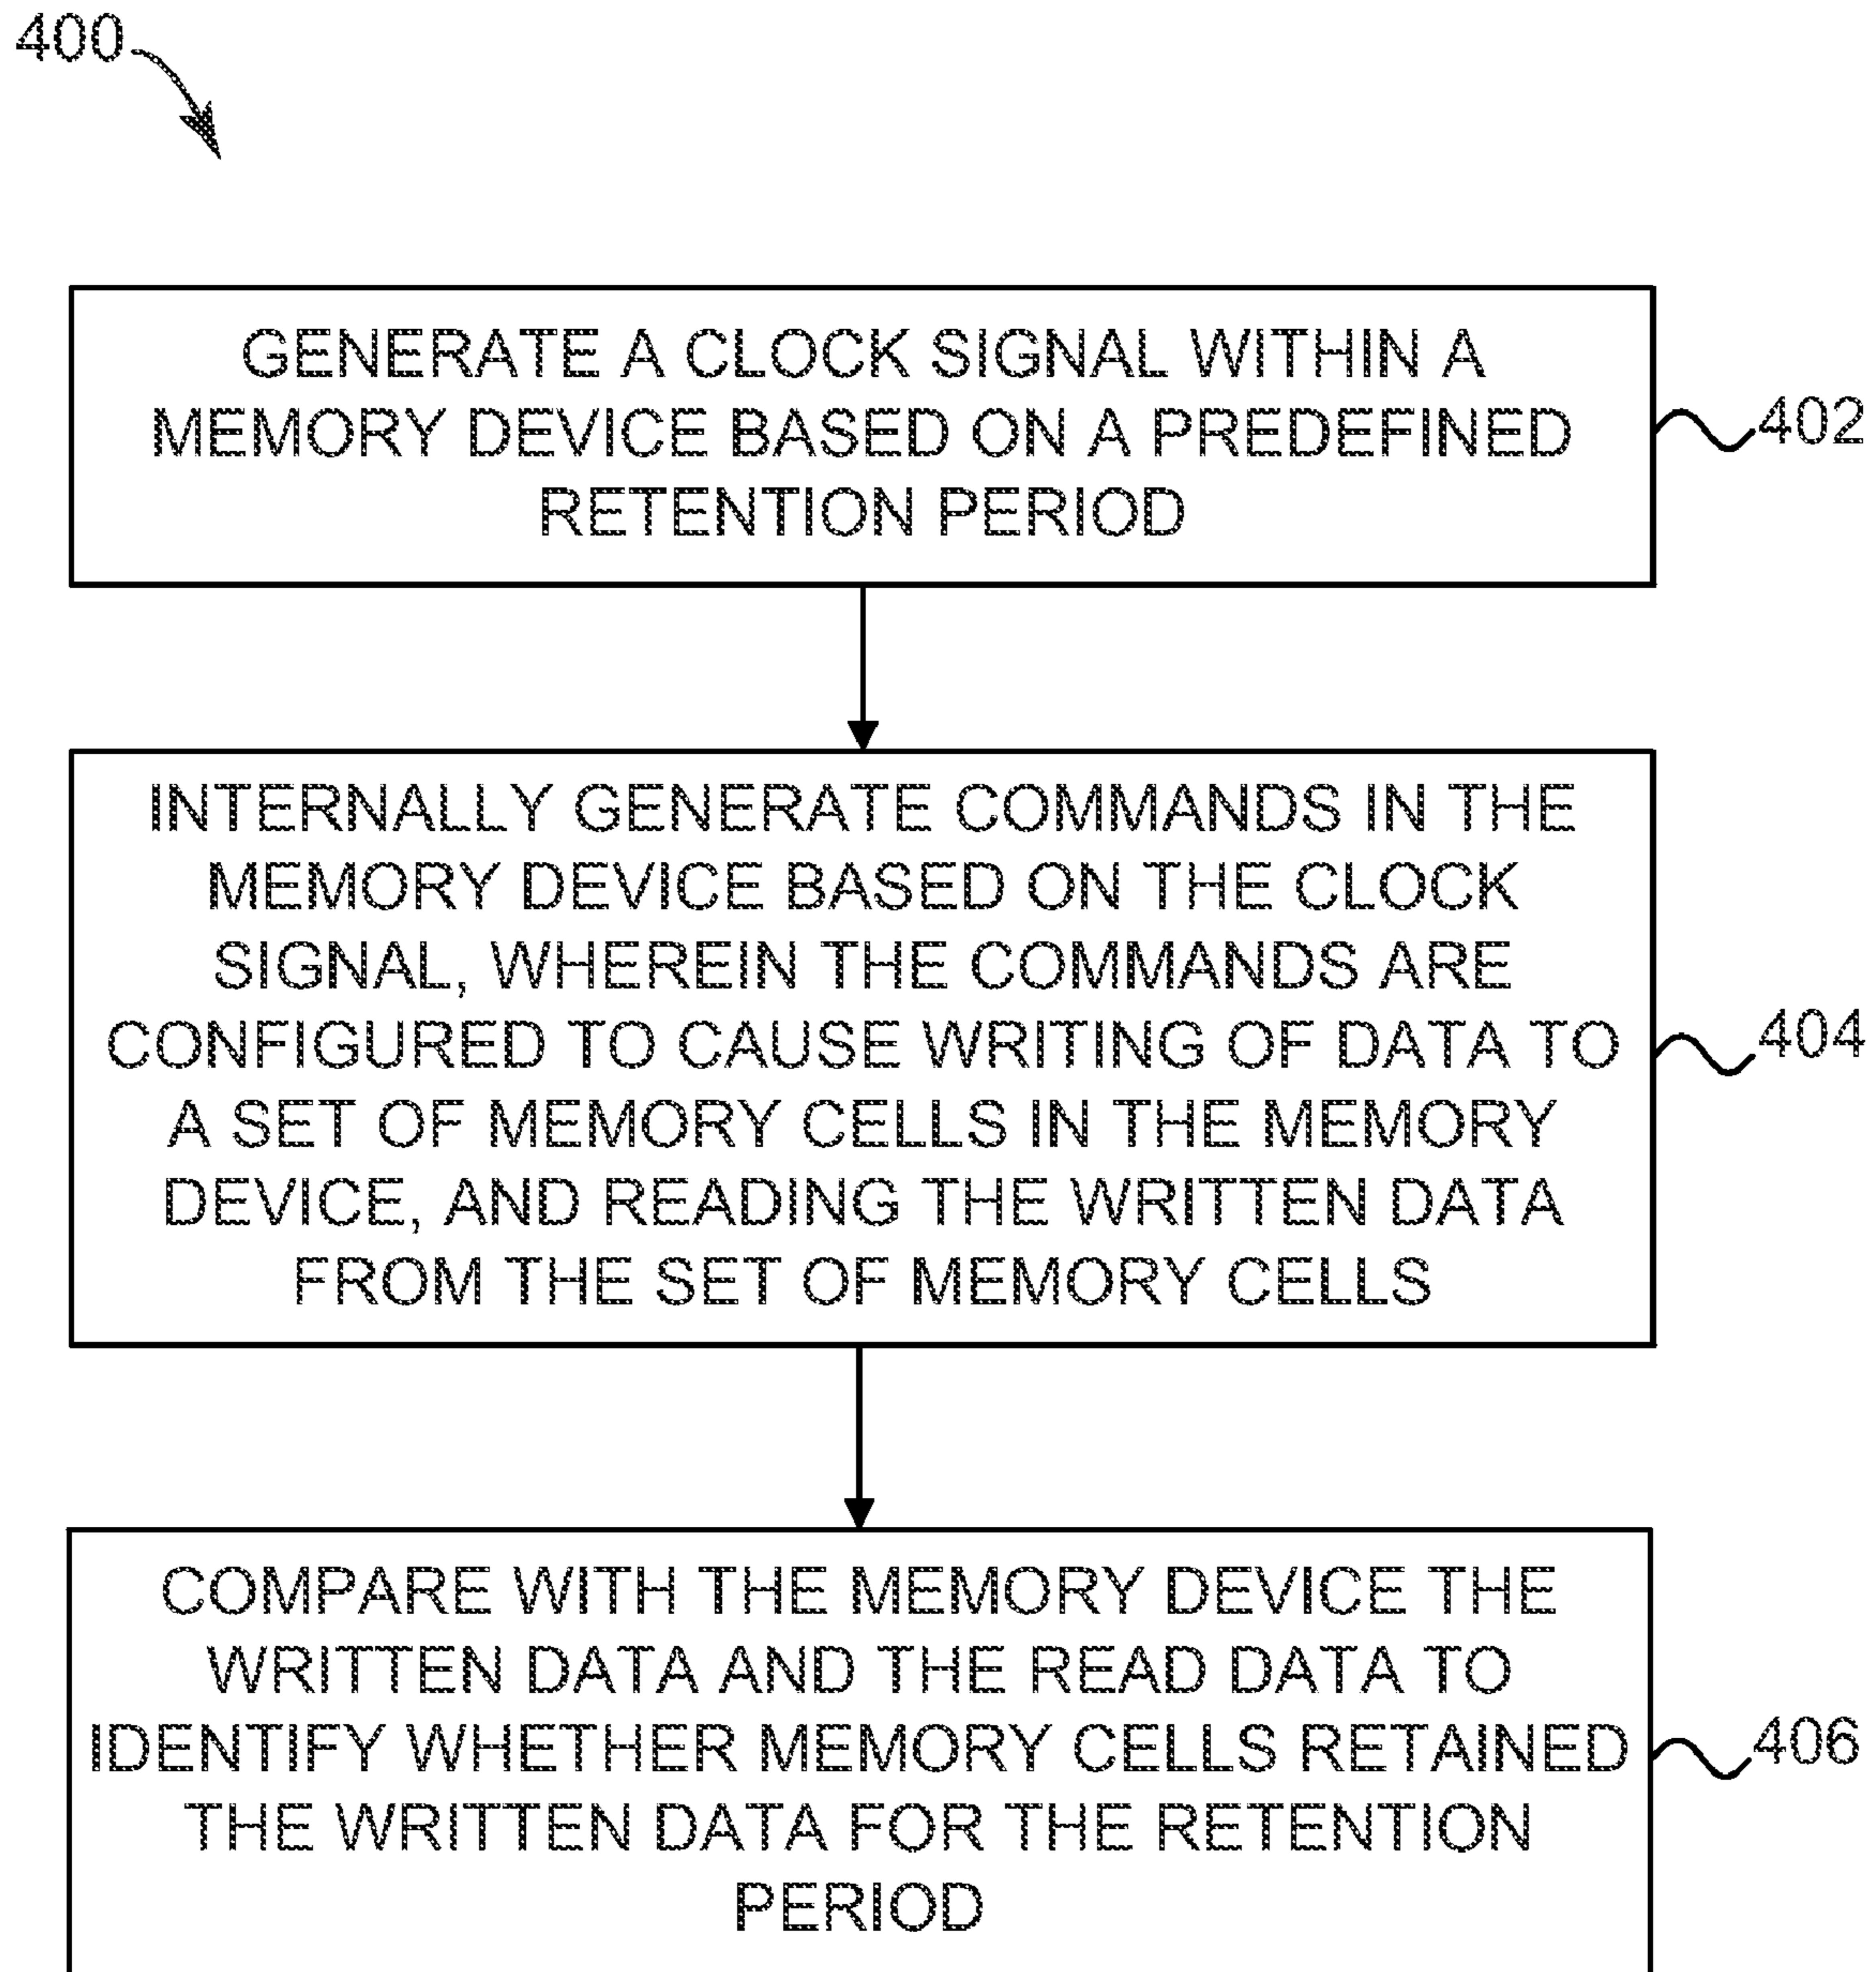 400
GENERATE A CLOCK SIGNAL WITHIN A
MEMORY DEVICE BASED ON A PREDEFINED
RETENTION PERIOD
402
INTERNALLY GENERATE COMMANDS IN THE
MEMORY DEVICE BASED ON THE CLOCK
SIGNAL, WHEREIN THE COMMANDS ARE
CONFIGURED TO CAUSE WRITING OF DATA TO
A SET OF MEMORY CELLS IN THE MEMORY
DEVICE, AND READING THE WRITTEN DATA
FROM THE SET OF MEMORY CELLS
404
COMPARE WITH THE MEMORY DEVICE THE
WRITTEN DATA AND THE READ DATA TO
IDENTIFY WHETHER MEMORY CELLS RETAINED
THE WRITTEN DATA FOR THE RETENTION
PERIOD
406